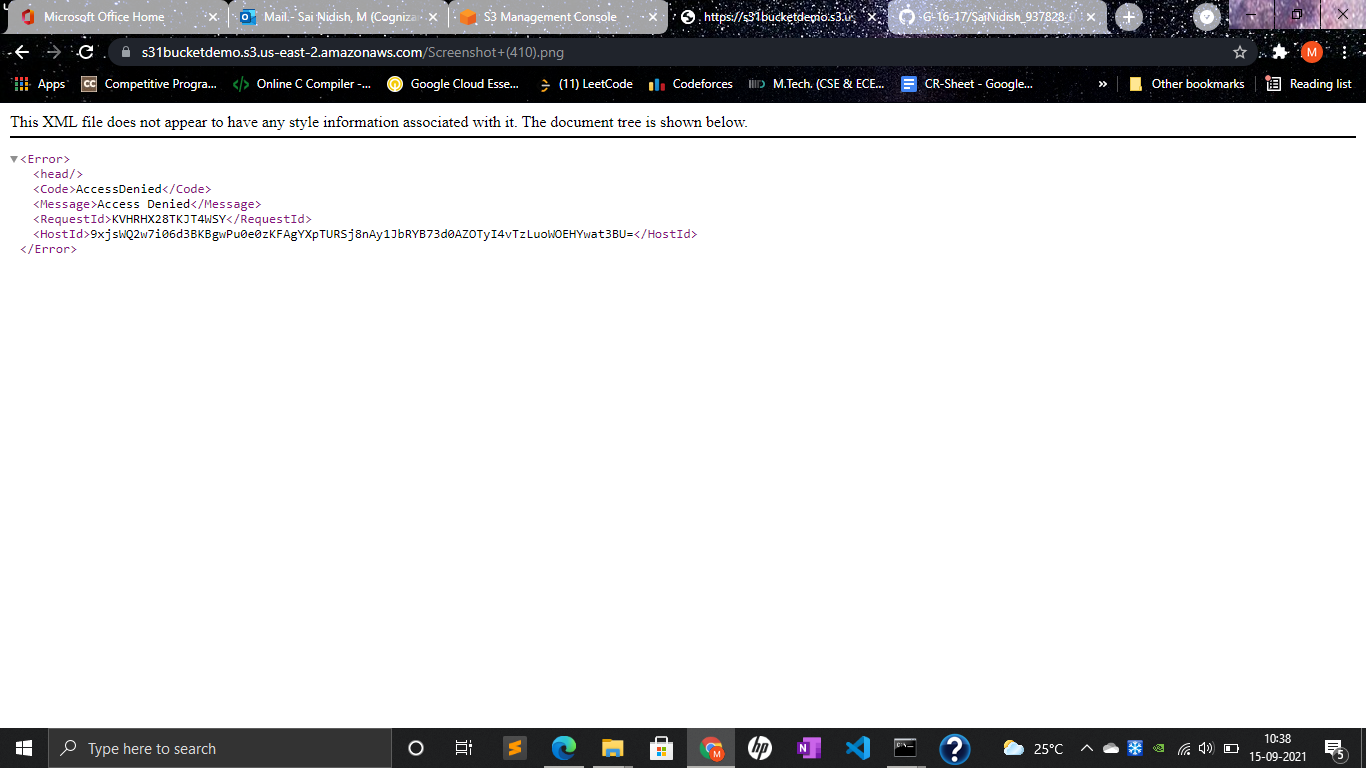 Microsoft Office Home
Mail - Sai Nidish, M (Cogniza
S3 Management Console
https://s31bucketdemo.s3.u
G-16-17/SaiNidish_937828-
s31bucketdemo.s3.us-east-2.amazonaws.com/Screenshot+(410).png
M
Apps
CC
Competitive Progra...
Online C Compiler -...
Google Cloud Esse...
(11) LeetCode
Codeforces
M.Tech. (CSE & ECE...
CR-Sheet - Google...
»
Other bookmarks
Reading list
This XML file does not appear to have any style information associated with it. The document tree is shown below.
<Error>
<head/>
<Code>AccessDenied</Code>
<Message>Access Denied</Message>
<RequestId>KVHRHX28TKJT4WSY</RequestId>
<HostId>9xjsWQ2w7i06d3BKBgwPu0e0zKFAgYXpTURSj8nAy1JbRYB73d0AZOTyI4vTzLuoWOEHYwat3BU=</HostId>
</Error>
Type here to search
25°C
10:38
15-09-2021
5